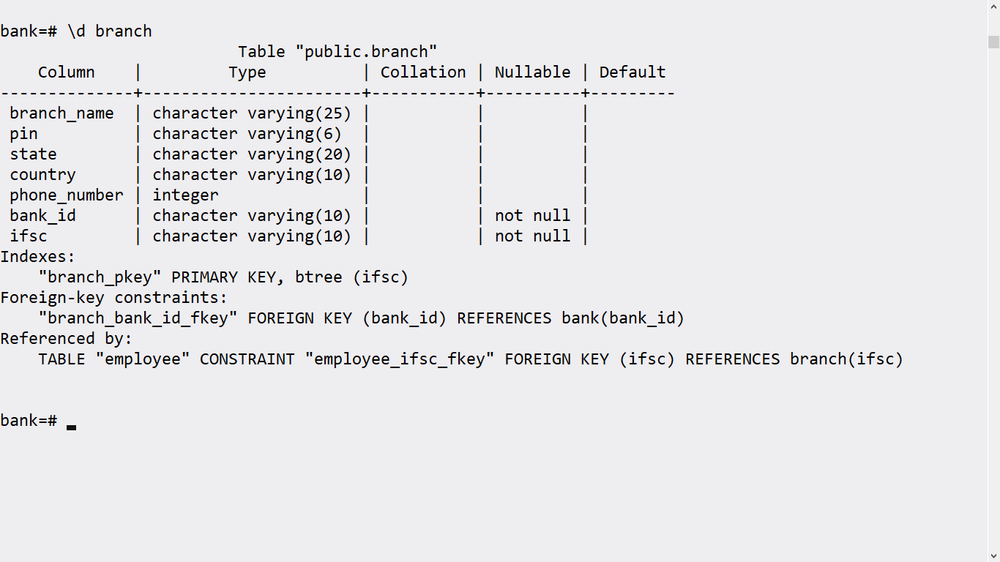 bank=# \d branch
                         Table "public.branch"
    Column    |         Type          | Collation | Nullable | Default
--------------+-----------------------+-----------+----------+---------
 branch_name  | character varying(25) |           |          |
 pin          | character varying(6)  |           |          |
 state        | character varying(20) |           |          |
 country      | character varying(10) |           |          |
 phone_number | integer               |           |          |
 bank_id      | character varying(10) |           | not null |
 ifsc         | character varying(10) |           | not null |
Indexes:
    "branch_pkey" PRIMARY KEY, btree (ifsc)
Foreign-key constraints:
    "branch_bank_id_fkey" FOREIGN KEY (bank_id) REFERENCES bank(bank_id)
Referenced by:
    TABLE "employee" CONSTRAINT "employee_ifsc_fkey" FOREIGN KEY (ifsc) REFERENCES branch(ifsc)
bank=#